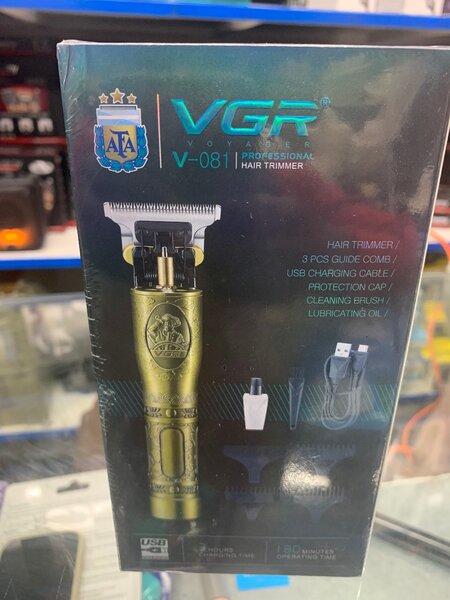 AFA
VGR®
VOYAGER
V-081 PROFESSIONAL
HAIR TRIMMER
HAIR TRIMMER /
3 PCS GUIDE COMB /
USB CHARGING CABLE /
PROTECTION CAP /
CLEANING BRUSH /
LUBRICATING OIL /
VGR
USB
HOURS
CHARGING TIME
180 MINUTES
OPERATING TIME